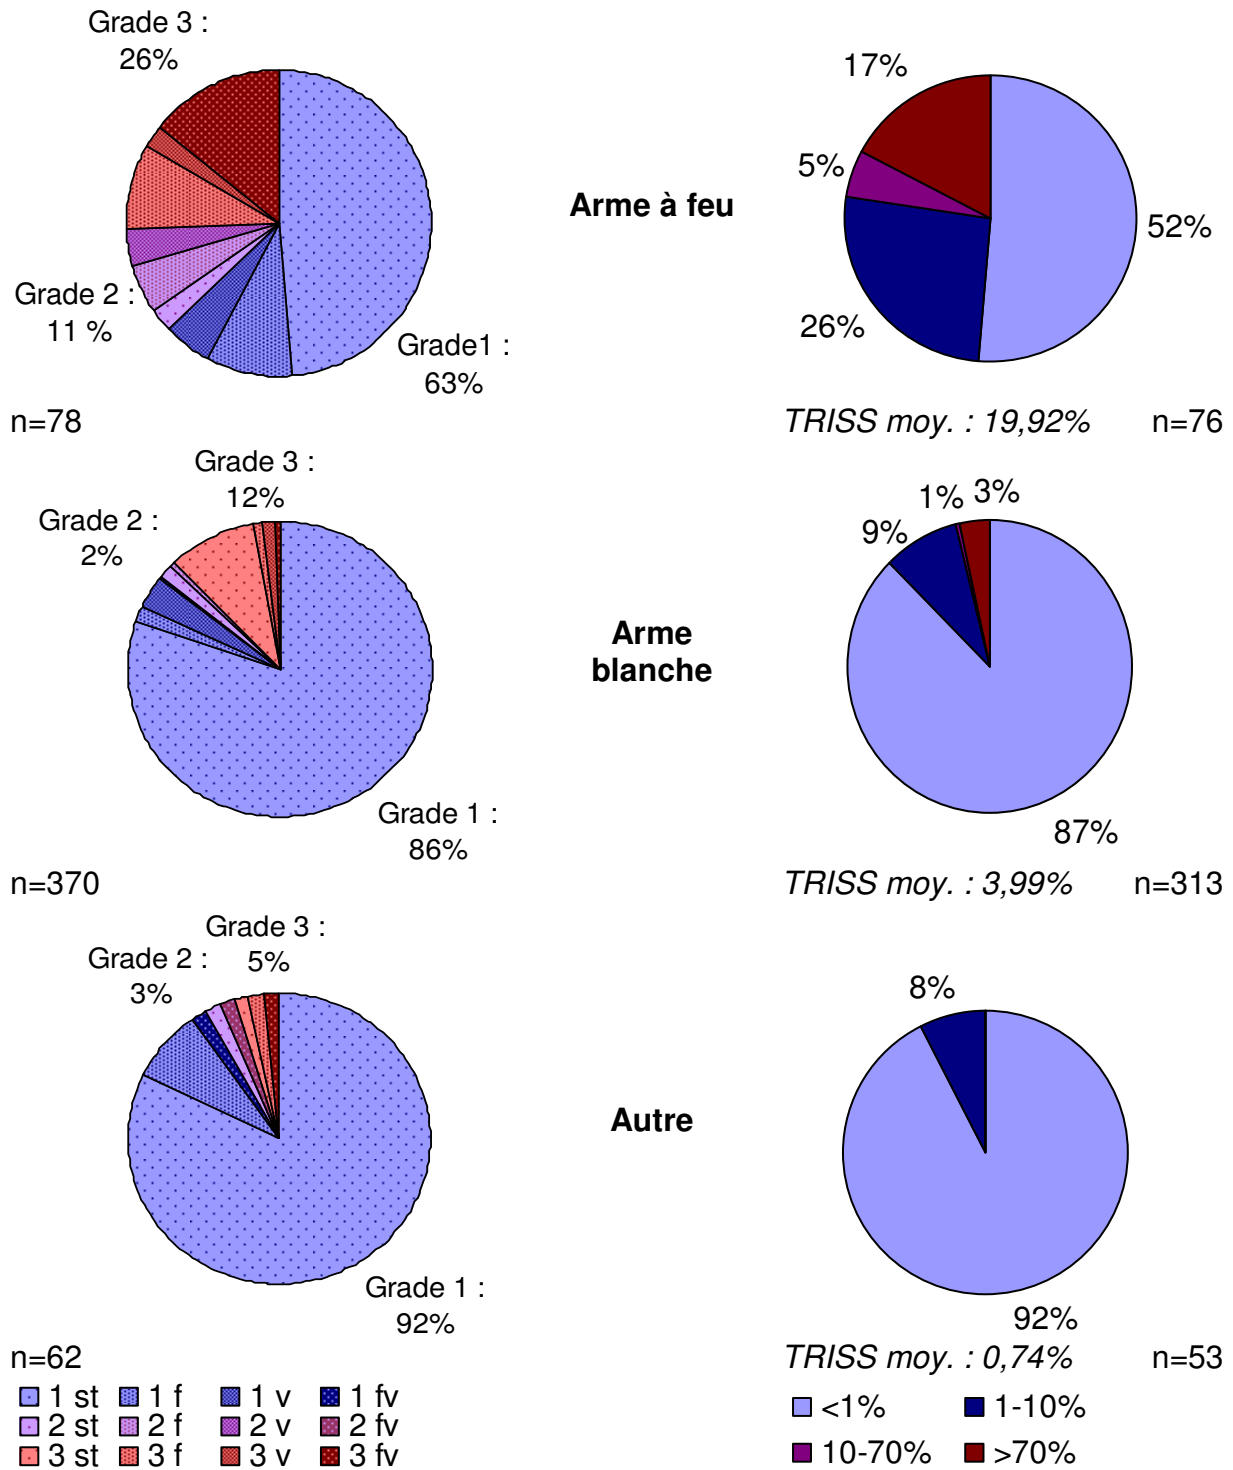 Grade 3 :
26%
17%
5%
Arme à feu
52%
Grade 2 :
11 %
26%
Grade1 :
63%
n=78
TRISS moy. : 19,92% n=76
Grade 3 :
12%
1% 3%
Grade 2 :
2%
9%
Arme
blanche
Grade 1 :
86%
87%
n=370
TRISS moy. : 3,99% n=313
Grade 3 :
5%
Grade 2 :
3%
8%
Autre
Grade 1 :
92%
92%
n=62
TRISS moy. : 0,74% n=53
1 st 1 f 1 v 1 fv
2 st 2 f 2 v 2 fv
3 st 3 f 3 v 3 fv
<1% 1-10%
10-70% >70%